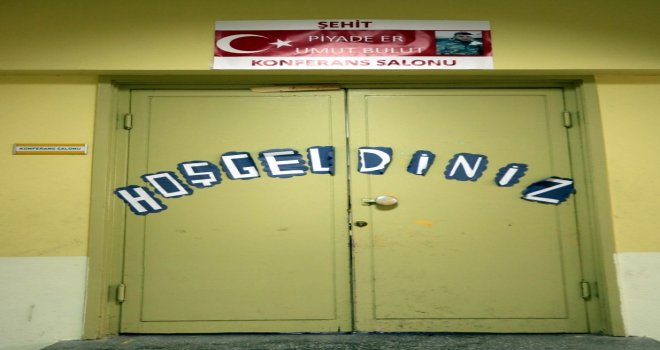 ŞEHİT
PİYADE ER
UMUT BULUT
KONFERANS SALONU
KONFERANS SALONU
HOŞGELDİNİZ